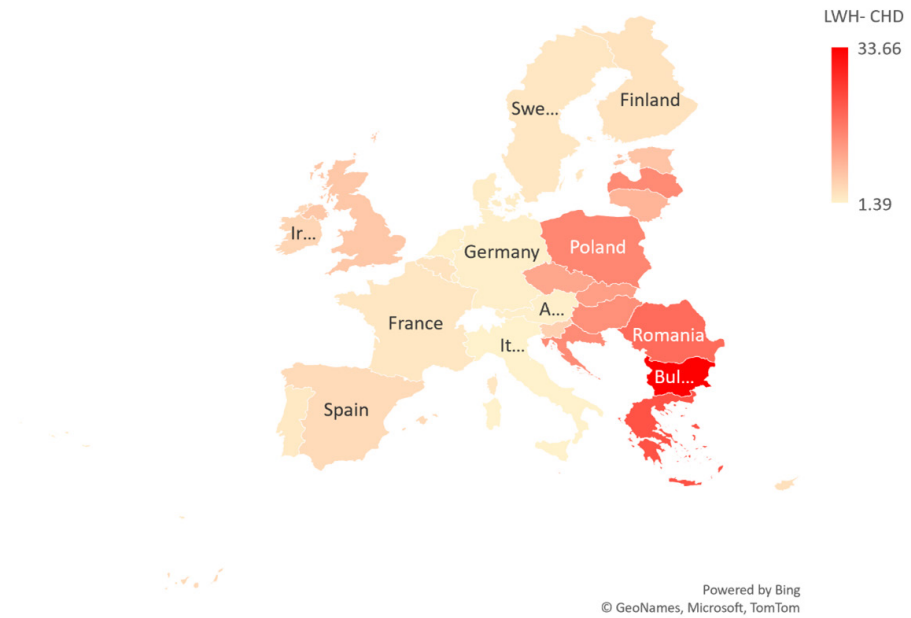 LWH- CHD
33.66
1.39
Finland
Swe...
Ir...
Germany
Poland
A...
France
It...
Romania
Bul...
Spain
Powered by Bing
© GeoNames, Microsoft, TomTom